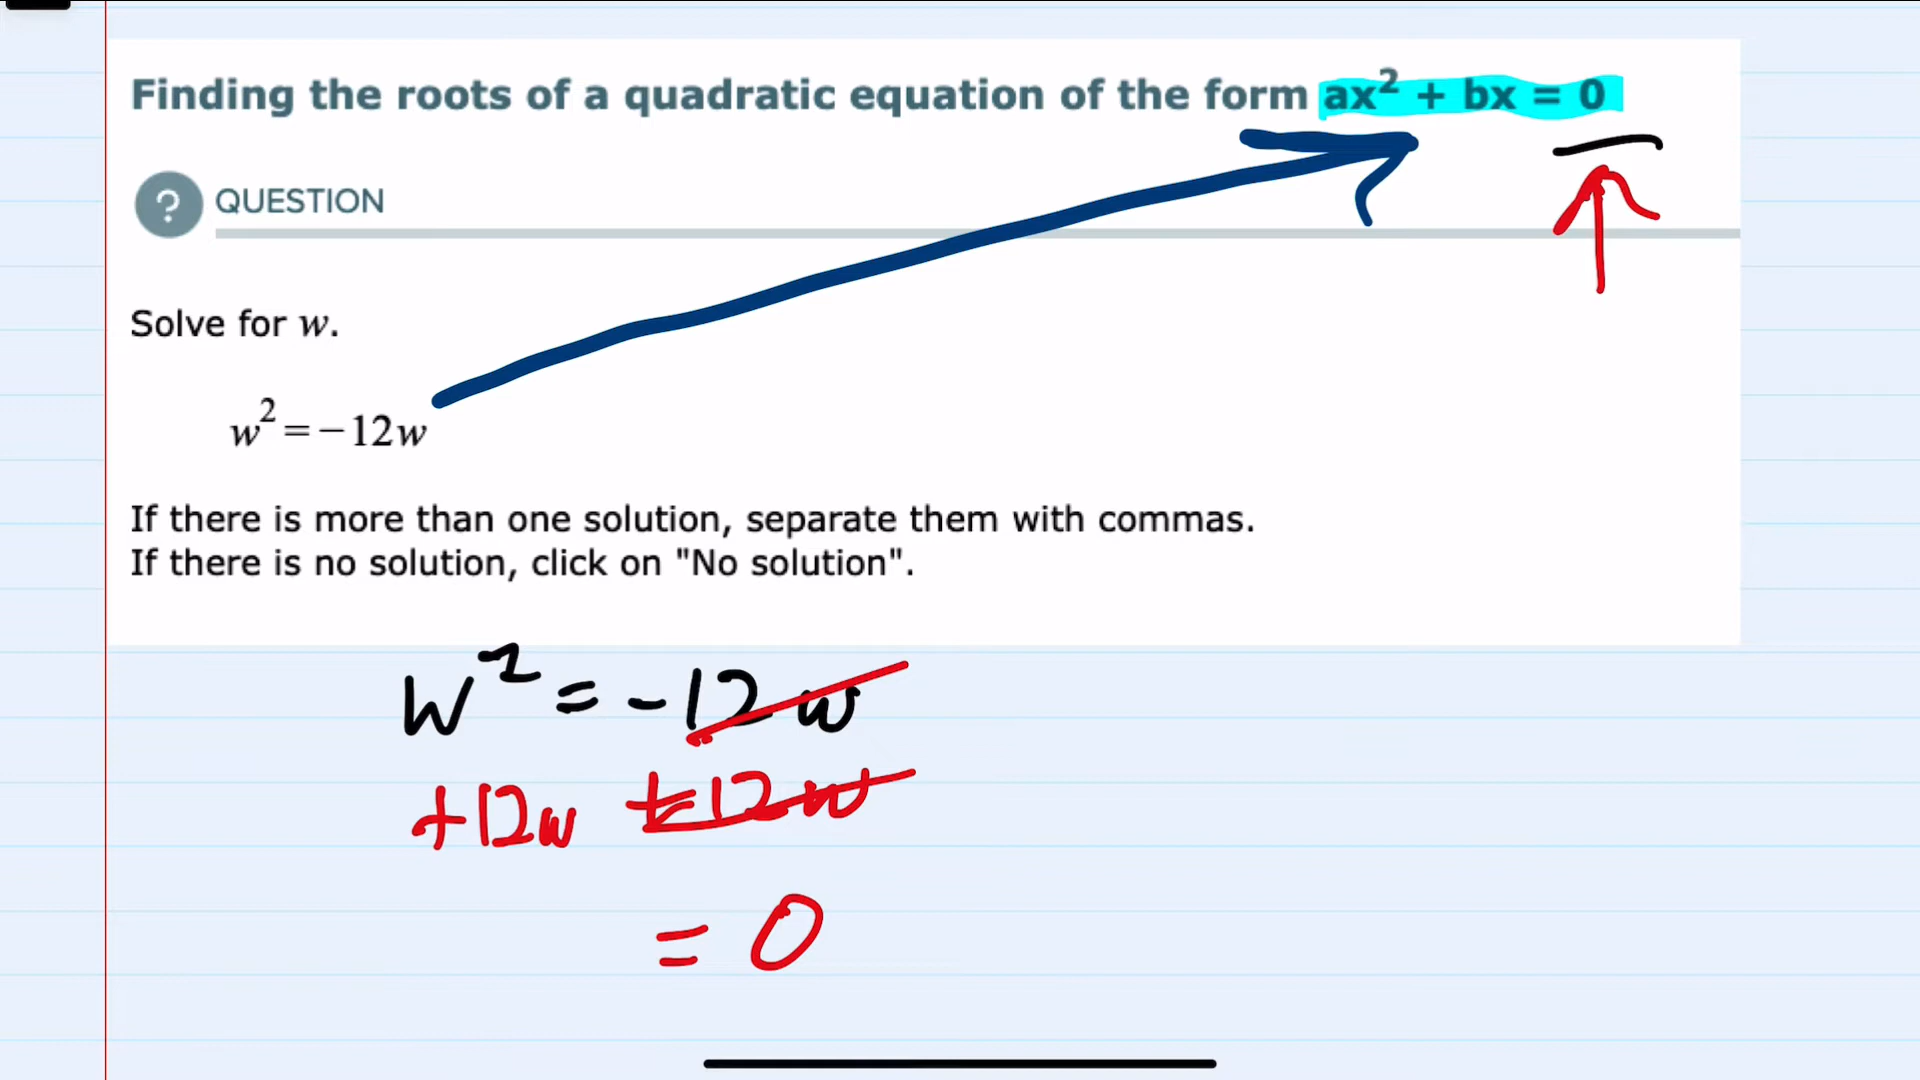 Finding the roots of a quadratic equation of the form ax² + bx = 0
? QUESTION
Solve for w.
w² = −12w
If there is more than one solution, separate them with commas.
If there is no solution, click on "No solution".
W² = -12w
+12w +12w
= 0